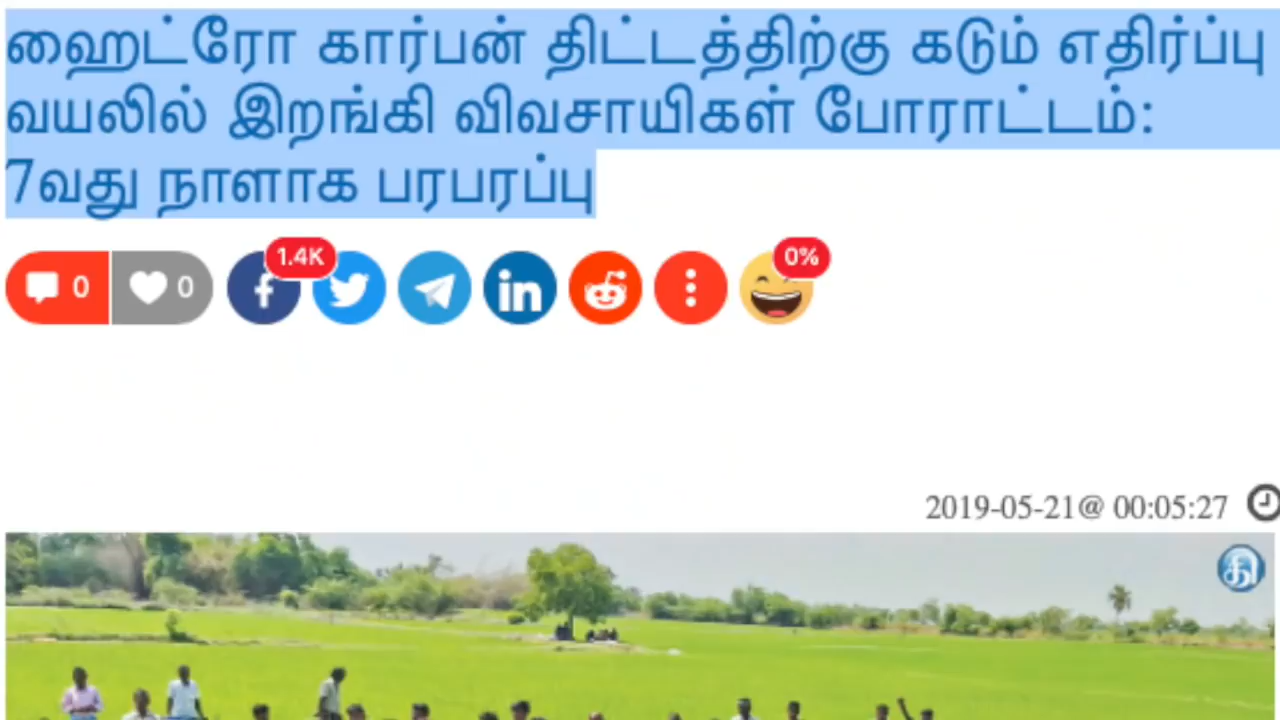 ஹைட்ரோ கார்பன் திட்டத்திற்கு கடும் எதிர்ப்பு
வயலில் இறங்கி விவசாயிகள் போராட்டம்:
7வது நாளாக பரபரப்பு
0 0 1.4K 0%
2019-05-21@ 00:05:27